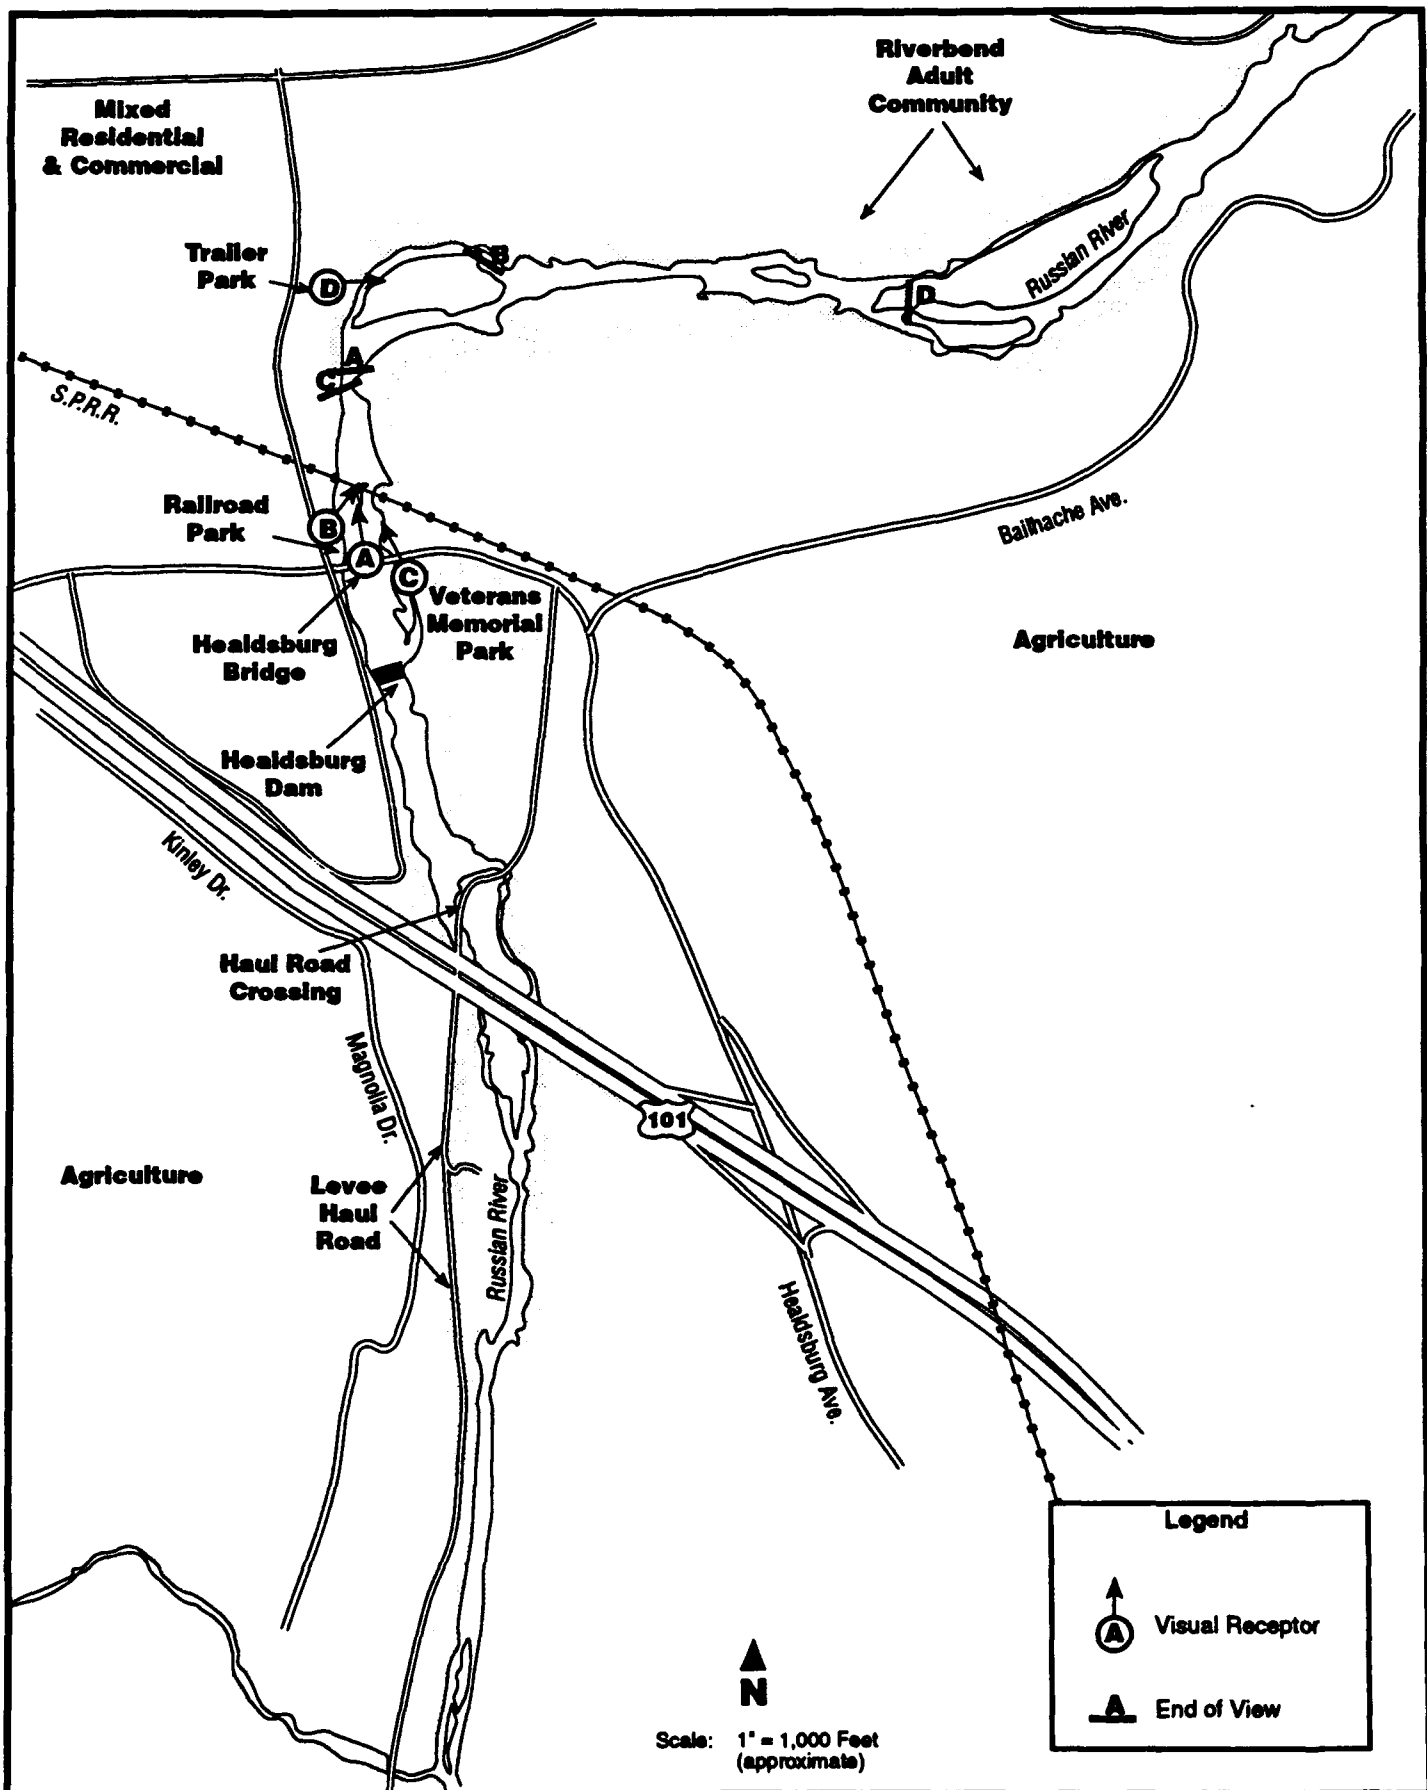 Riverbend
Adult
Community
Mixed
Residential
& Commercial
Russian River
Trailer
Park
D
B
D
A
C
S.P.R.R.
Railroad
Park
B
A
C
Bailhache Ave.
Veterans
Memorial
Park
Healdsburg
Bridge
Agriculture
Healdsburg
Dam
Kinley Dr.
Haul Road
Crossing
Magnolia Dr.
101
Agriculture
Levee
Haul
Road
Russian River
Healdsburg Ave.
Legend
A
Visual Receptor
A
End of View
N
Scale: 1" = 1,000 Feet
(approximate)